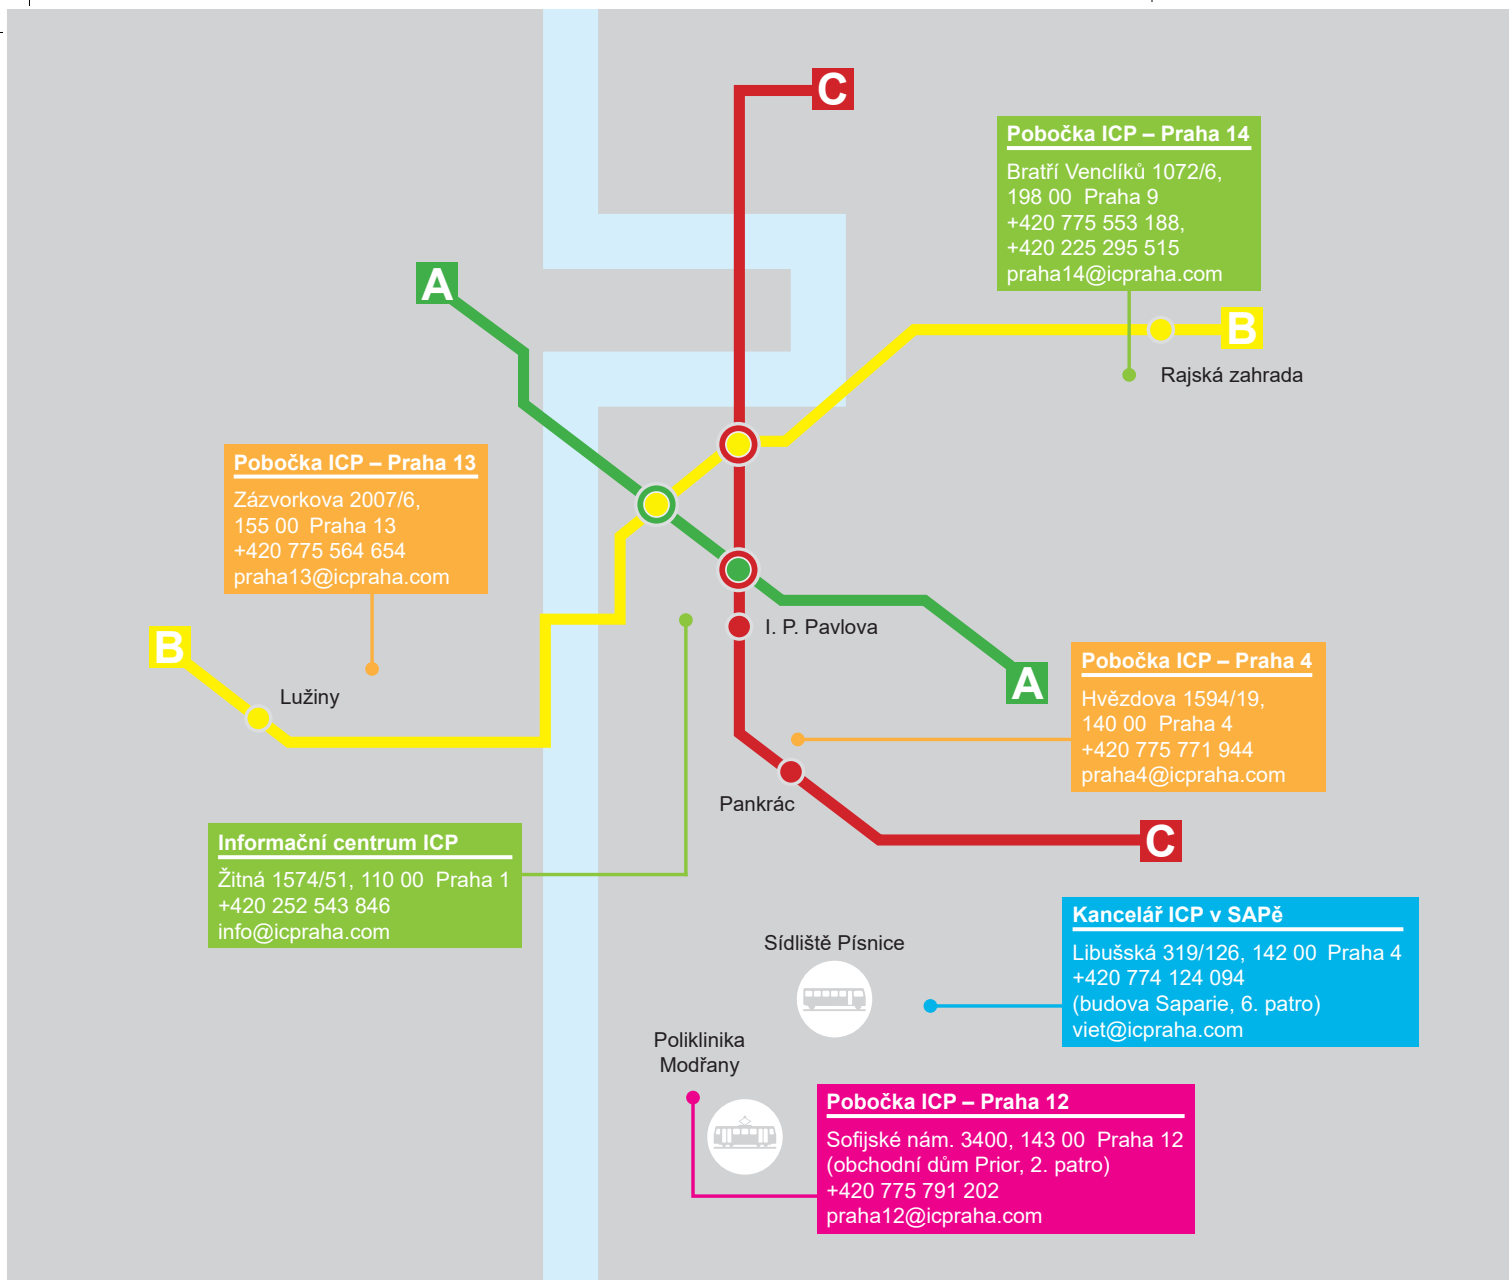 C
Pobočka ICP – Praha 14
Bratří Venclíků 1072/6,
198 00 Praha 9
+420 775 553 188,
+420 225 295 515
praha14@icpraha.com
A
B
Rajská zahrada
Pobočka ICP – Praha 13
Zázvorkova 2007/6,
155 00 Praha 13
+420 775 564 654
praha13@icpraha.com
B
Lužiny
I. P. Pavlova
A
Pobočka ICP – Praha 4
Hvězdova 1594/19,
140 00 Praha 4
+420 775 771 944
praha4@icpraha.com
Pankrác
C
Informační centrum ICP
Žitná 1574/51, 110 00 Praha 1
+420 252 543 846
info@icpraha.com
Kancelář ICP v SAPě
Libušská 319/126, 142 00 Praha 4
+420 774 124 094
(budova Saparie, 6. patro)
viet@icpraha.com
Sídliště Písnice
Poliklinika
Modřany
Pobočka ICP – Praha 12
Sofijské nám. 3400, 143 00 Praha 12
(obchodní dům Prior, 2. patro)
+420 775 791 202
praha12@icpraha.com